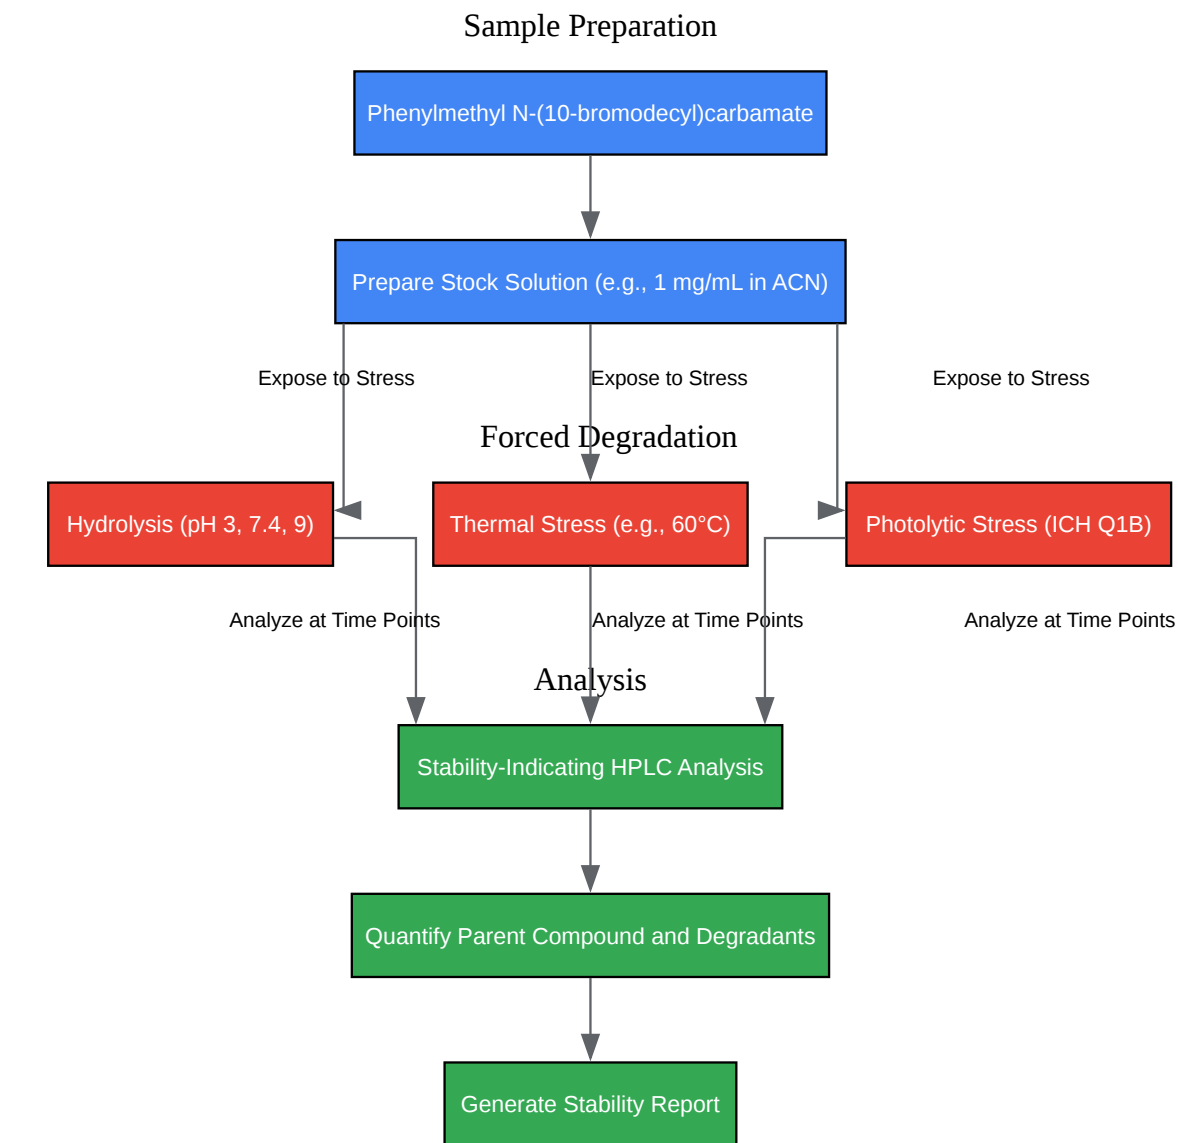 Sample Preparation
Phenylmethyl N-(10-bromodecyl)carbamate
Prepare Stock Solution (e.g., 1 mg/mL in ACN)
Expose to Stress
Expose to Stress
Expose to Stress
Forced Degradation
Hydrolysis (pH 3, 7.4, 9)
Thermal Stress (e.g., 60°C)
Photolytic Stress (ICH Q1B)
Analyze at Time Points
Analyze at Time Points
Analyze at Time Points
Analysis
Stability-Indicating HPLC Analysis
Quantify Parent Compound and Degradants
Generate Stability Report